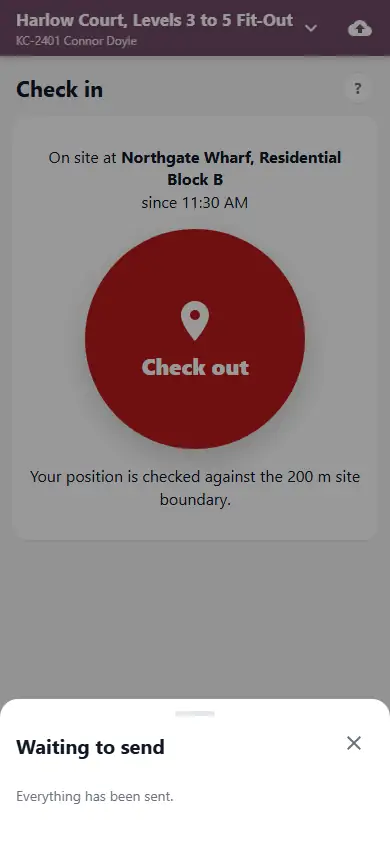 Harlow Court, Levels 3 to 5 Fit-Out
KC-2401 Connor Doyle
Check in
?
On site at Northgate Wharf, Residential
Block B
since 11:30 AM
Check out
Your position is checked against the 200 m site
boundary.
Waiting to send
Everything has been sent.